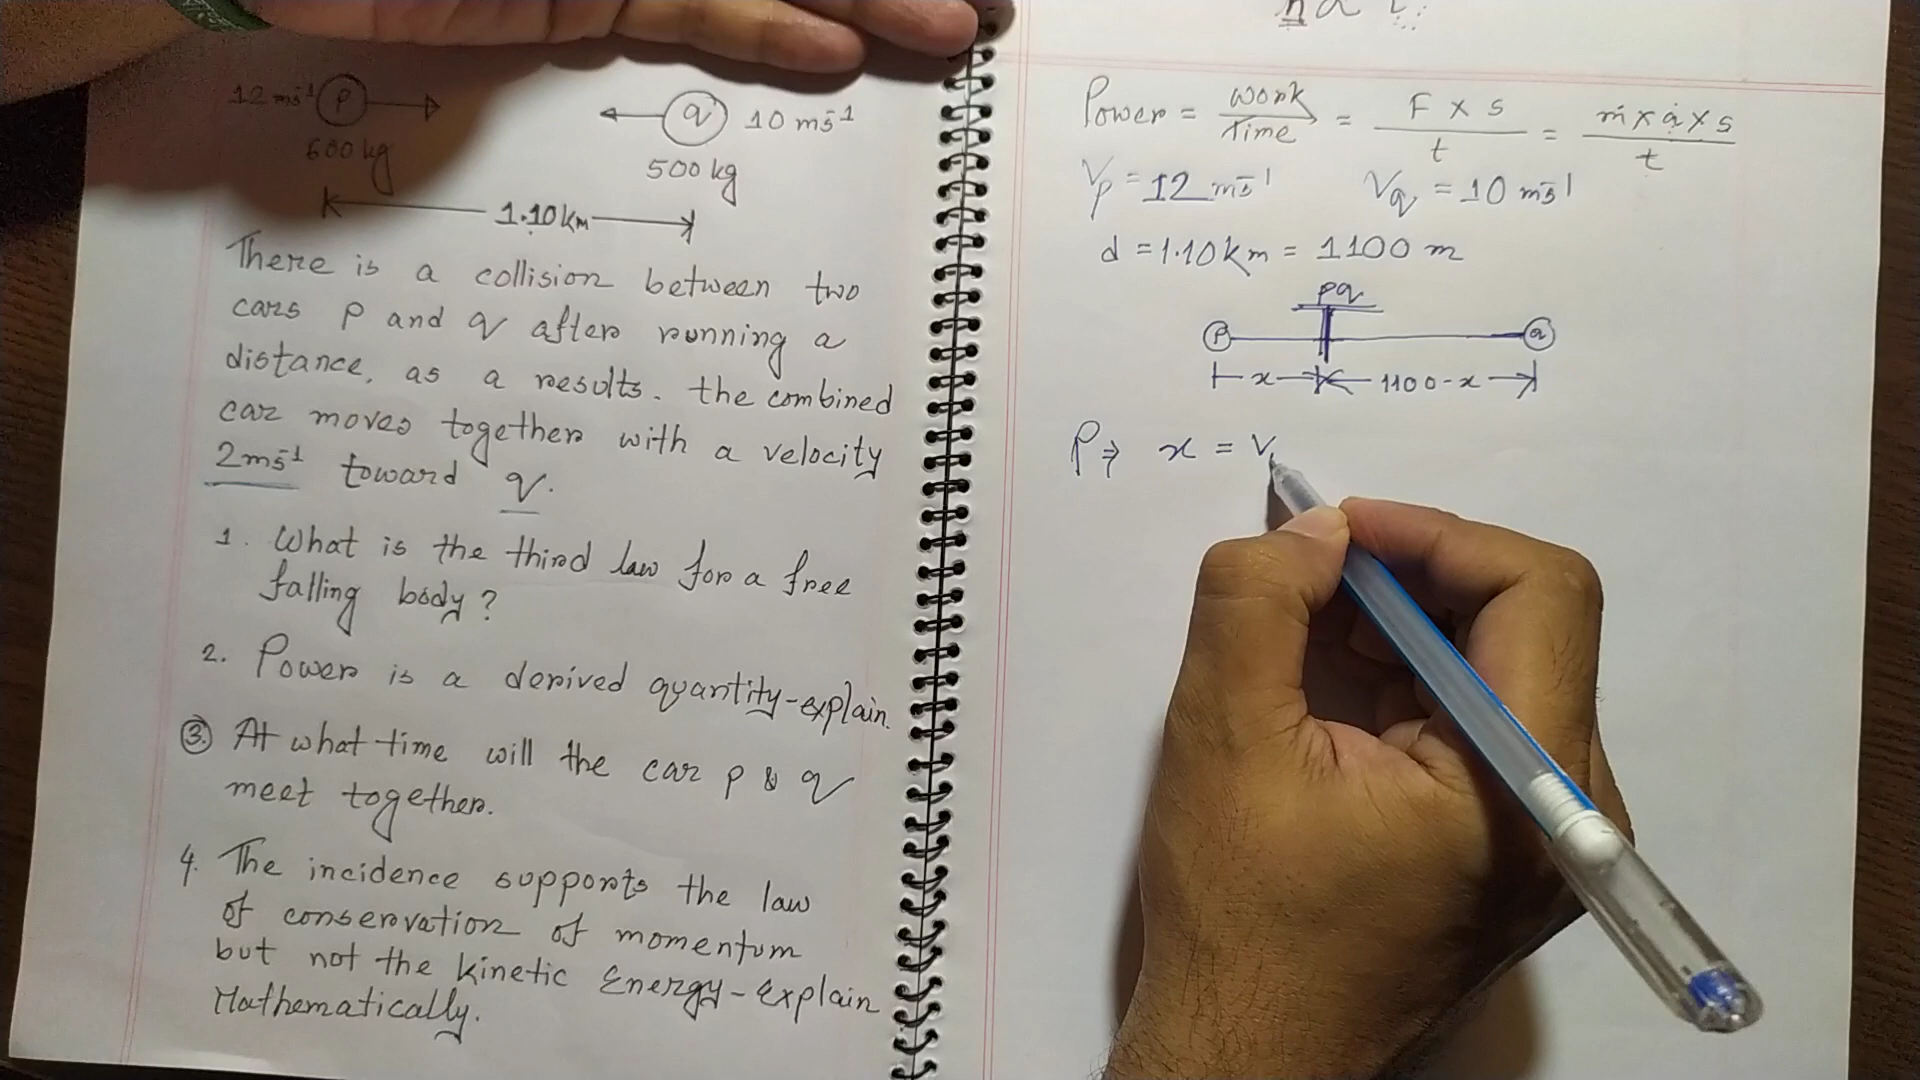 12 ms⁻¹ p q 10 ms⁻¹
600 kg 500 kg
1.10 km
There is a collision between two
cars p and q after running a
distance, as a results. the combined
car moves together with a velocity
2ms⁻¹ toward q.
1. What is the third law for a free
falling body?
2. Power is a derived quantity-explain.
3. At what time will the car p & q
meet together.
4. The incidence supports the law
of conservation of momentum
but not the kinetic Energy-Explain
Mathematically.
Power = work / Time = F x s / t = m x a x s / t
Vp = 12 ms⁻¹ Vq = 10 ms⁻¹
d = 1.10 km = 1100 m
pq
p q
x 1100-x
P⇒ x = V